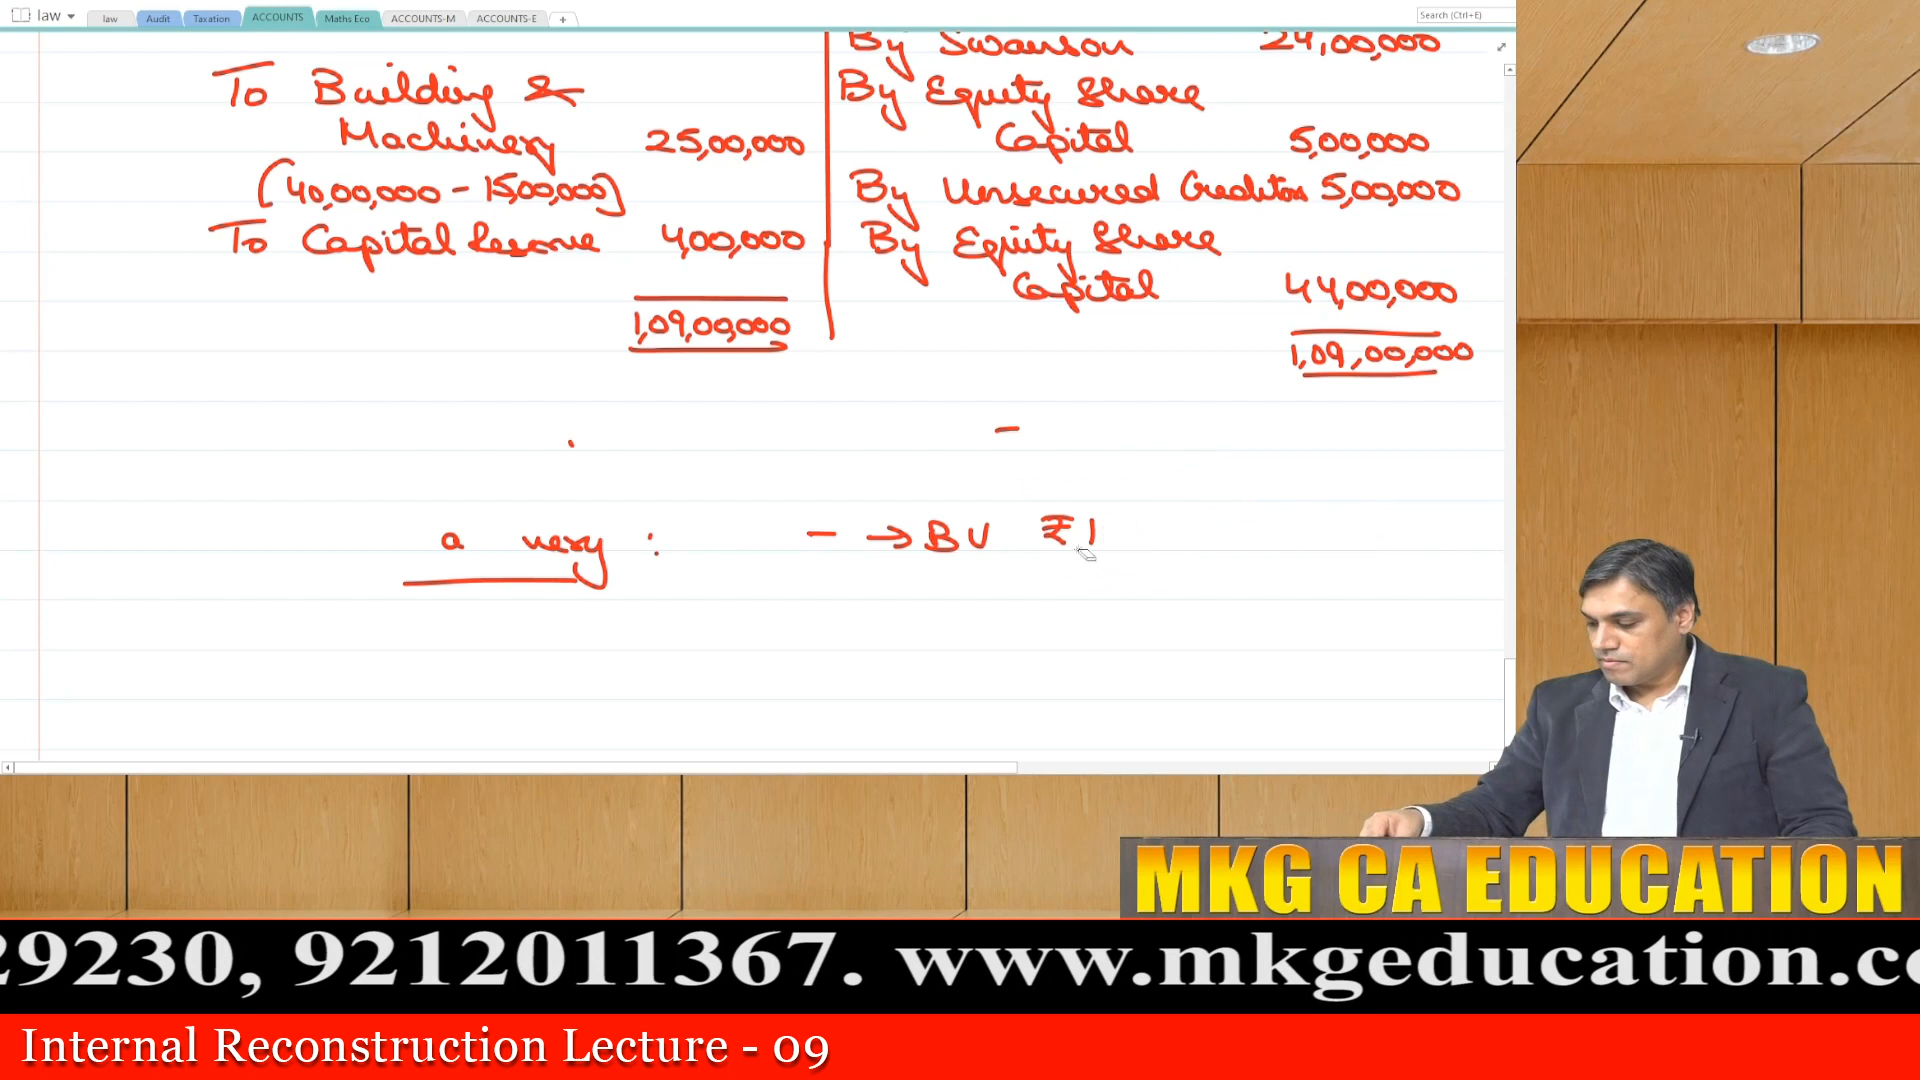 law
law Audit Taxation ACCOUNTS Maths Eco ACCOUNTS-M ACCOUNTS-E +
Search (Ctrl+E)
By Swanson 24,00,000
To Building &
Machinery 25,00,000
(40,00,000 - 15,00,000)
To Capital Reserve 4,00,000
1,09,00,000
By Equity Share
Capital 5,00,000
By Unsecured Creditors 5,00,000
By Equity Share
Capital 44,00,000
1,09,00,000
a very : - → BV ₹1
MKG CA EDUCATION
29230, 9212011367. www.mkgeducation.co
Internal Reconstruction Lecture - 09